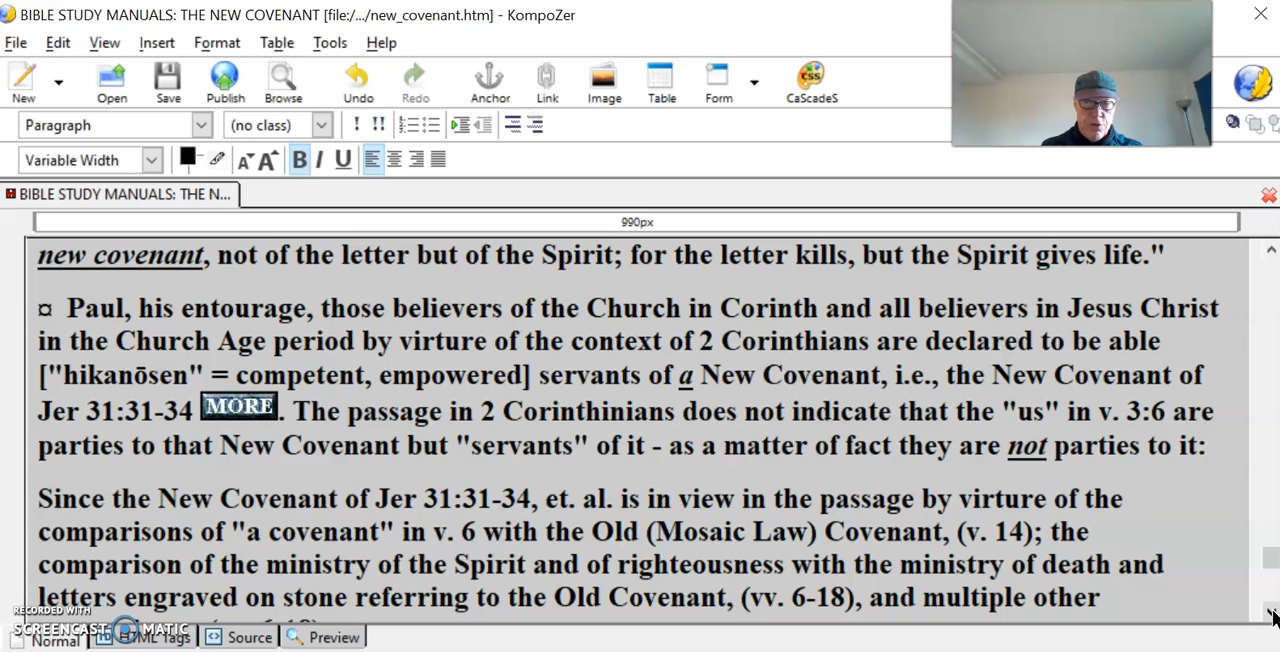 BIBLE STUDY MANUALS: THE NEW COVENANT [file:/.../new_covenant.htm] - KompoZer
File Edit View Insert Format Table Tools Help
New Open Save Publish Browse Undo Redo Anchor Link Image Table Form CaScadeS
Paragraph (no class) ! !!
Variable Width A A B I U
BIBLE STUDY MANUALS: THE N...
990px
new covenant, not of the letter but of the Spirit; for the letter kills, but the Spirit gives life."
¤ Paul, his entourage, those believers of the Church in Corinth and all believers in Jesus Christ
in the Church Age period by virtue of the context of 2 Corinthians are declared to be able
["hikanōsen" = competent, empowered] servants of a New Covenant, i.e., the New Covenant of
Jer 31:31-34 MORE. The passage in 2 Corinthinians does not indicate that the "us" in v. 3:6 are
parties to that New Covenant but "servants" of it - as a matter of fact they are not parties to it:
Since the New Covenant of Jer 31:31-34, et. al. is in view in the passage by virtue of the
comparisons of "a covenant" in v. 6 with the Old (Mosaic Law) Covenant, (v. 14); the
comparison of the ministry of the Spirit and of righteousness with the ministry of death and
letters engraved on stone referring to the Old Covenant, (vv. 6-18), and multiple other
RECORDED WITH
SCREENCAST MATIC
Normal HTML Tags Source Preview